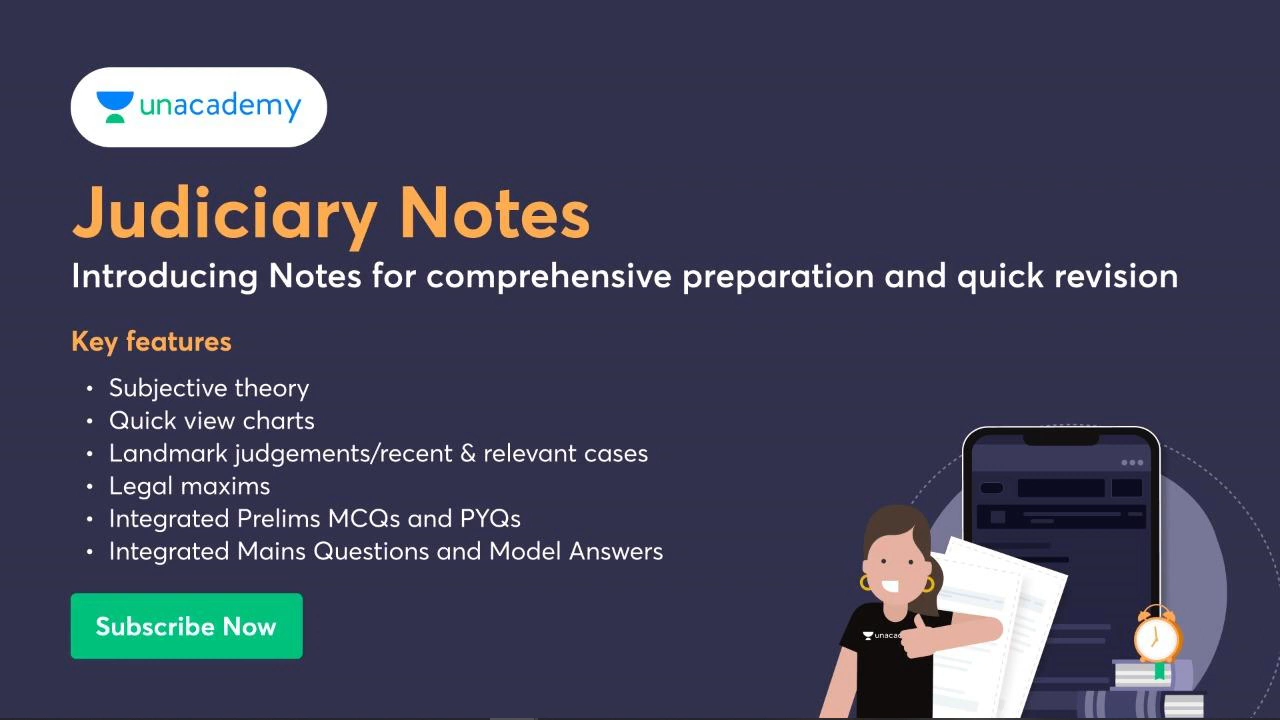 unacademy
Judiciary Notes
Introducing Notes for comprehensive preparation and quick revision
Key features
• Subjective theory
• Quick view charts
• Landmark judgements/recent & relevant cases
• Legal maxims
• Integrated Prelims MCQs and PYQs
• Integrated Mains Questions and Model Answers
Subscribe Now
unaca